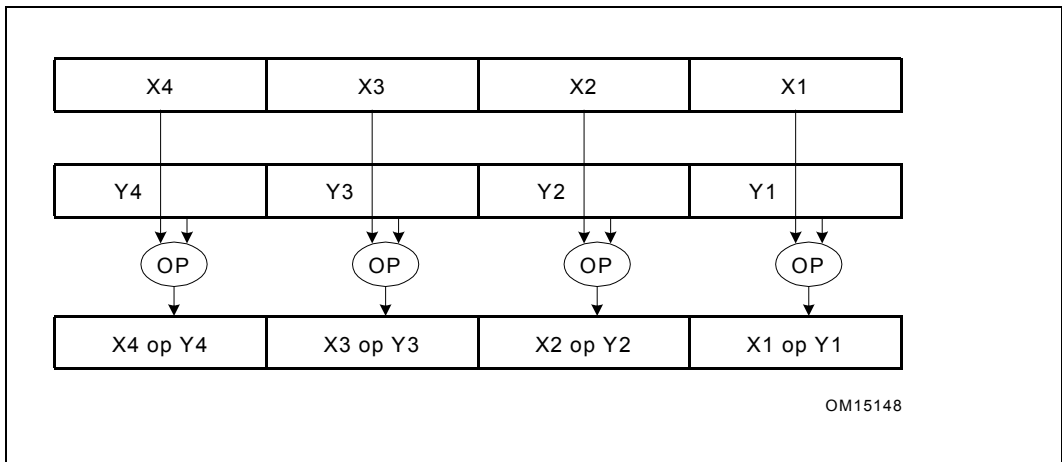 X4 X3 X2 X1
Y4 Y3 Y2 Y1
OP OP OP OP
X4 op Y4 X3 op Y3 X2 op Y2 X1 op Y1
OM15148